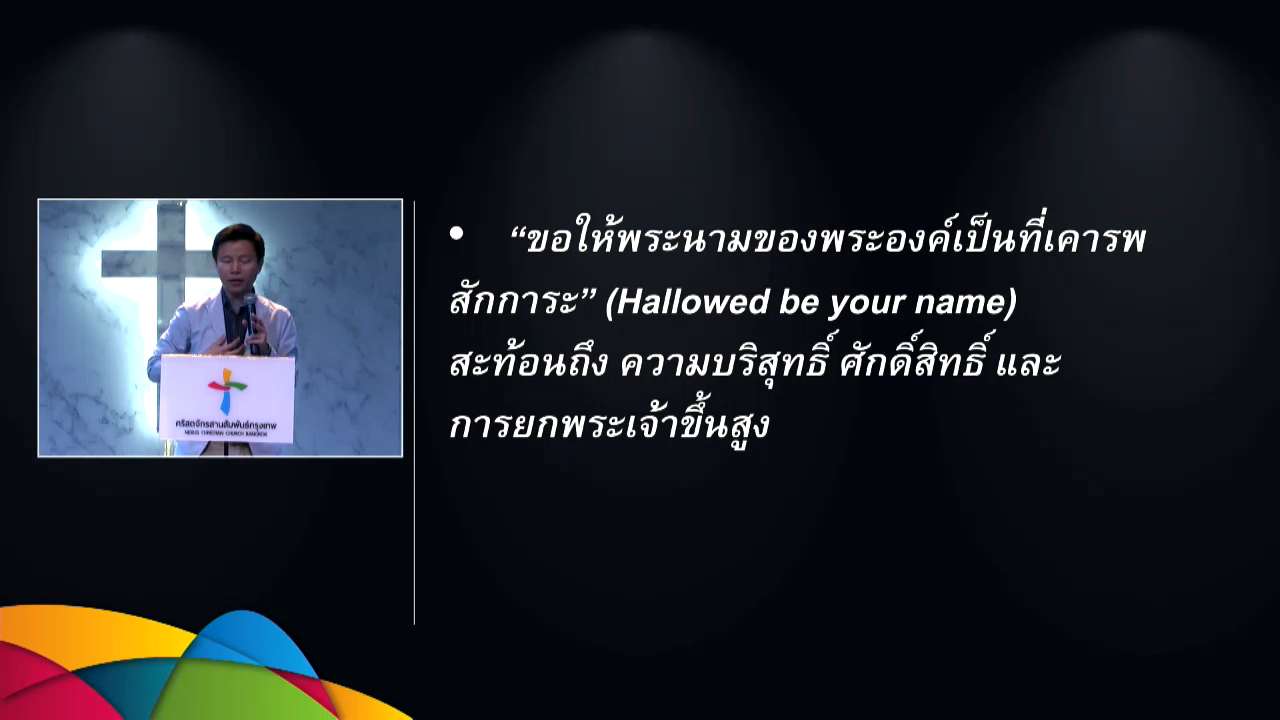 • “ขอให้พระนามของพระองค์เป็นที่เคารพ
สักการะ” (Hallowed be your name)
สะท้อนถึง ความบริสุทธิ์ ศักดิ์สิทธิ์ และ
การยกพระเจ้าขึ้นสูง
คริสตจักรสานสัมพันธ์กรุงเทพ
NEXUS CHRISTIAN CHURCH BANGKOK